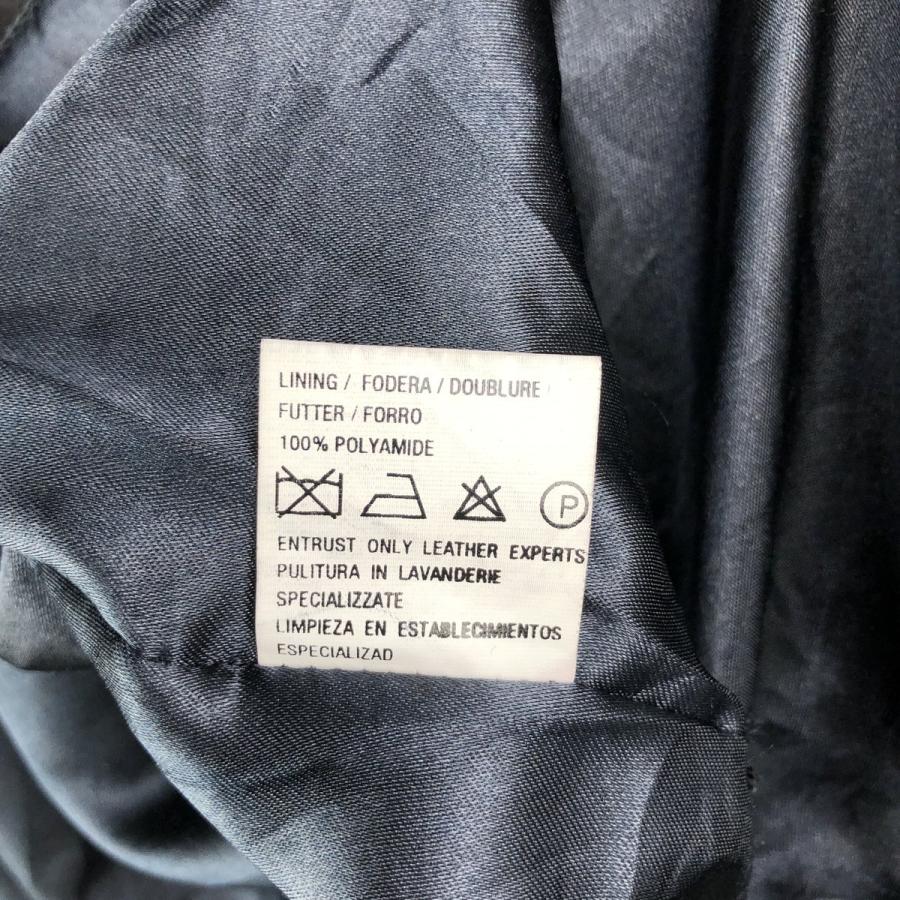 LINING / FODERA / DOUBLURE
FUTTER / FORRO
100% POLYAMIDE
P
ENTRUST ONLY LEATHER EXPERTS
PULITURA IN LAVANDERIE
SPECIALIZZATE
LIMPIEZA EN ESTABLECIMIENTOS
ESPECIALIZAD